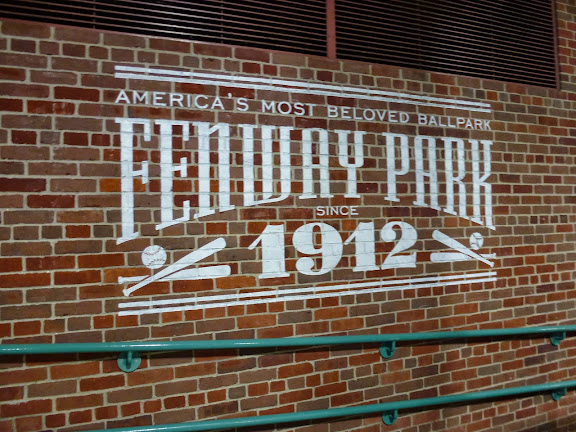 AMERICA'S MOST BELOVED BALLPARK
FENWAY PARK
SINCE
1912